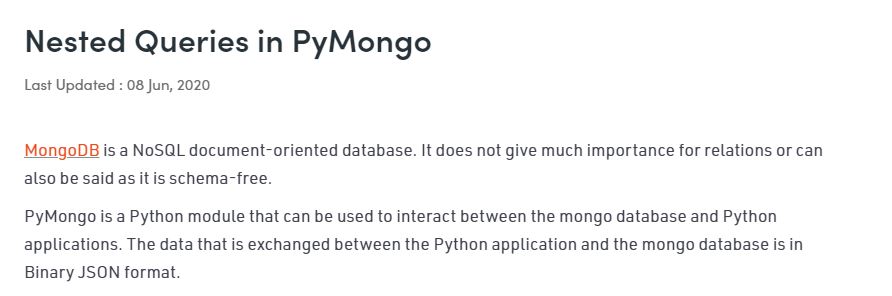 Nested Queries in PyMongo
Last Updated : 08 Jun, 2020
MongoDB is a NoSQL document-oriented database. It does not give much importance for relations or can
also be said as it is schema-free.
PyMongo is a Python module that can be used to interact between the mongo database and Python
applications. The data that is exchanged between the Python application and the mongo database is in
Binary JSON format.